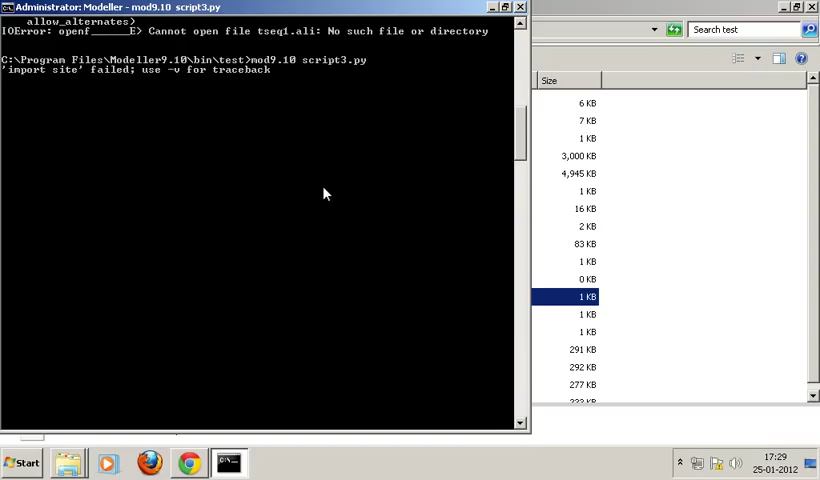 Administrator: Modeller - mod9.10 script3.py
allow_alternates)
IOError: openf______E> Cannot open file tseq1.ali: No such file or directory
C:\Program Files\Modeller9.10\bin\test>mod9.10 script3.py
'import site' failed; use -v for traceback
Search test
Size
6 KB
7 KB
1 KB
3,000 KB
4,945 KB
1 KB
16 KB
2 KB
83 KB
1 KB
0 KB
1 KB
1 KB
1 KB
291 KB
292 KB
277 KB
Start
17:29
25-01-2012